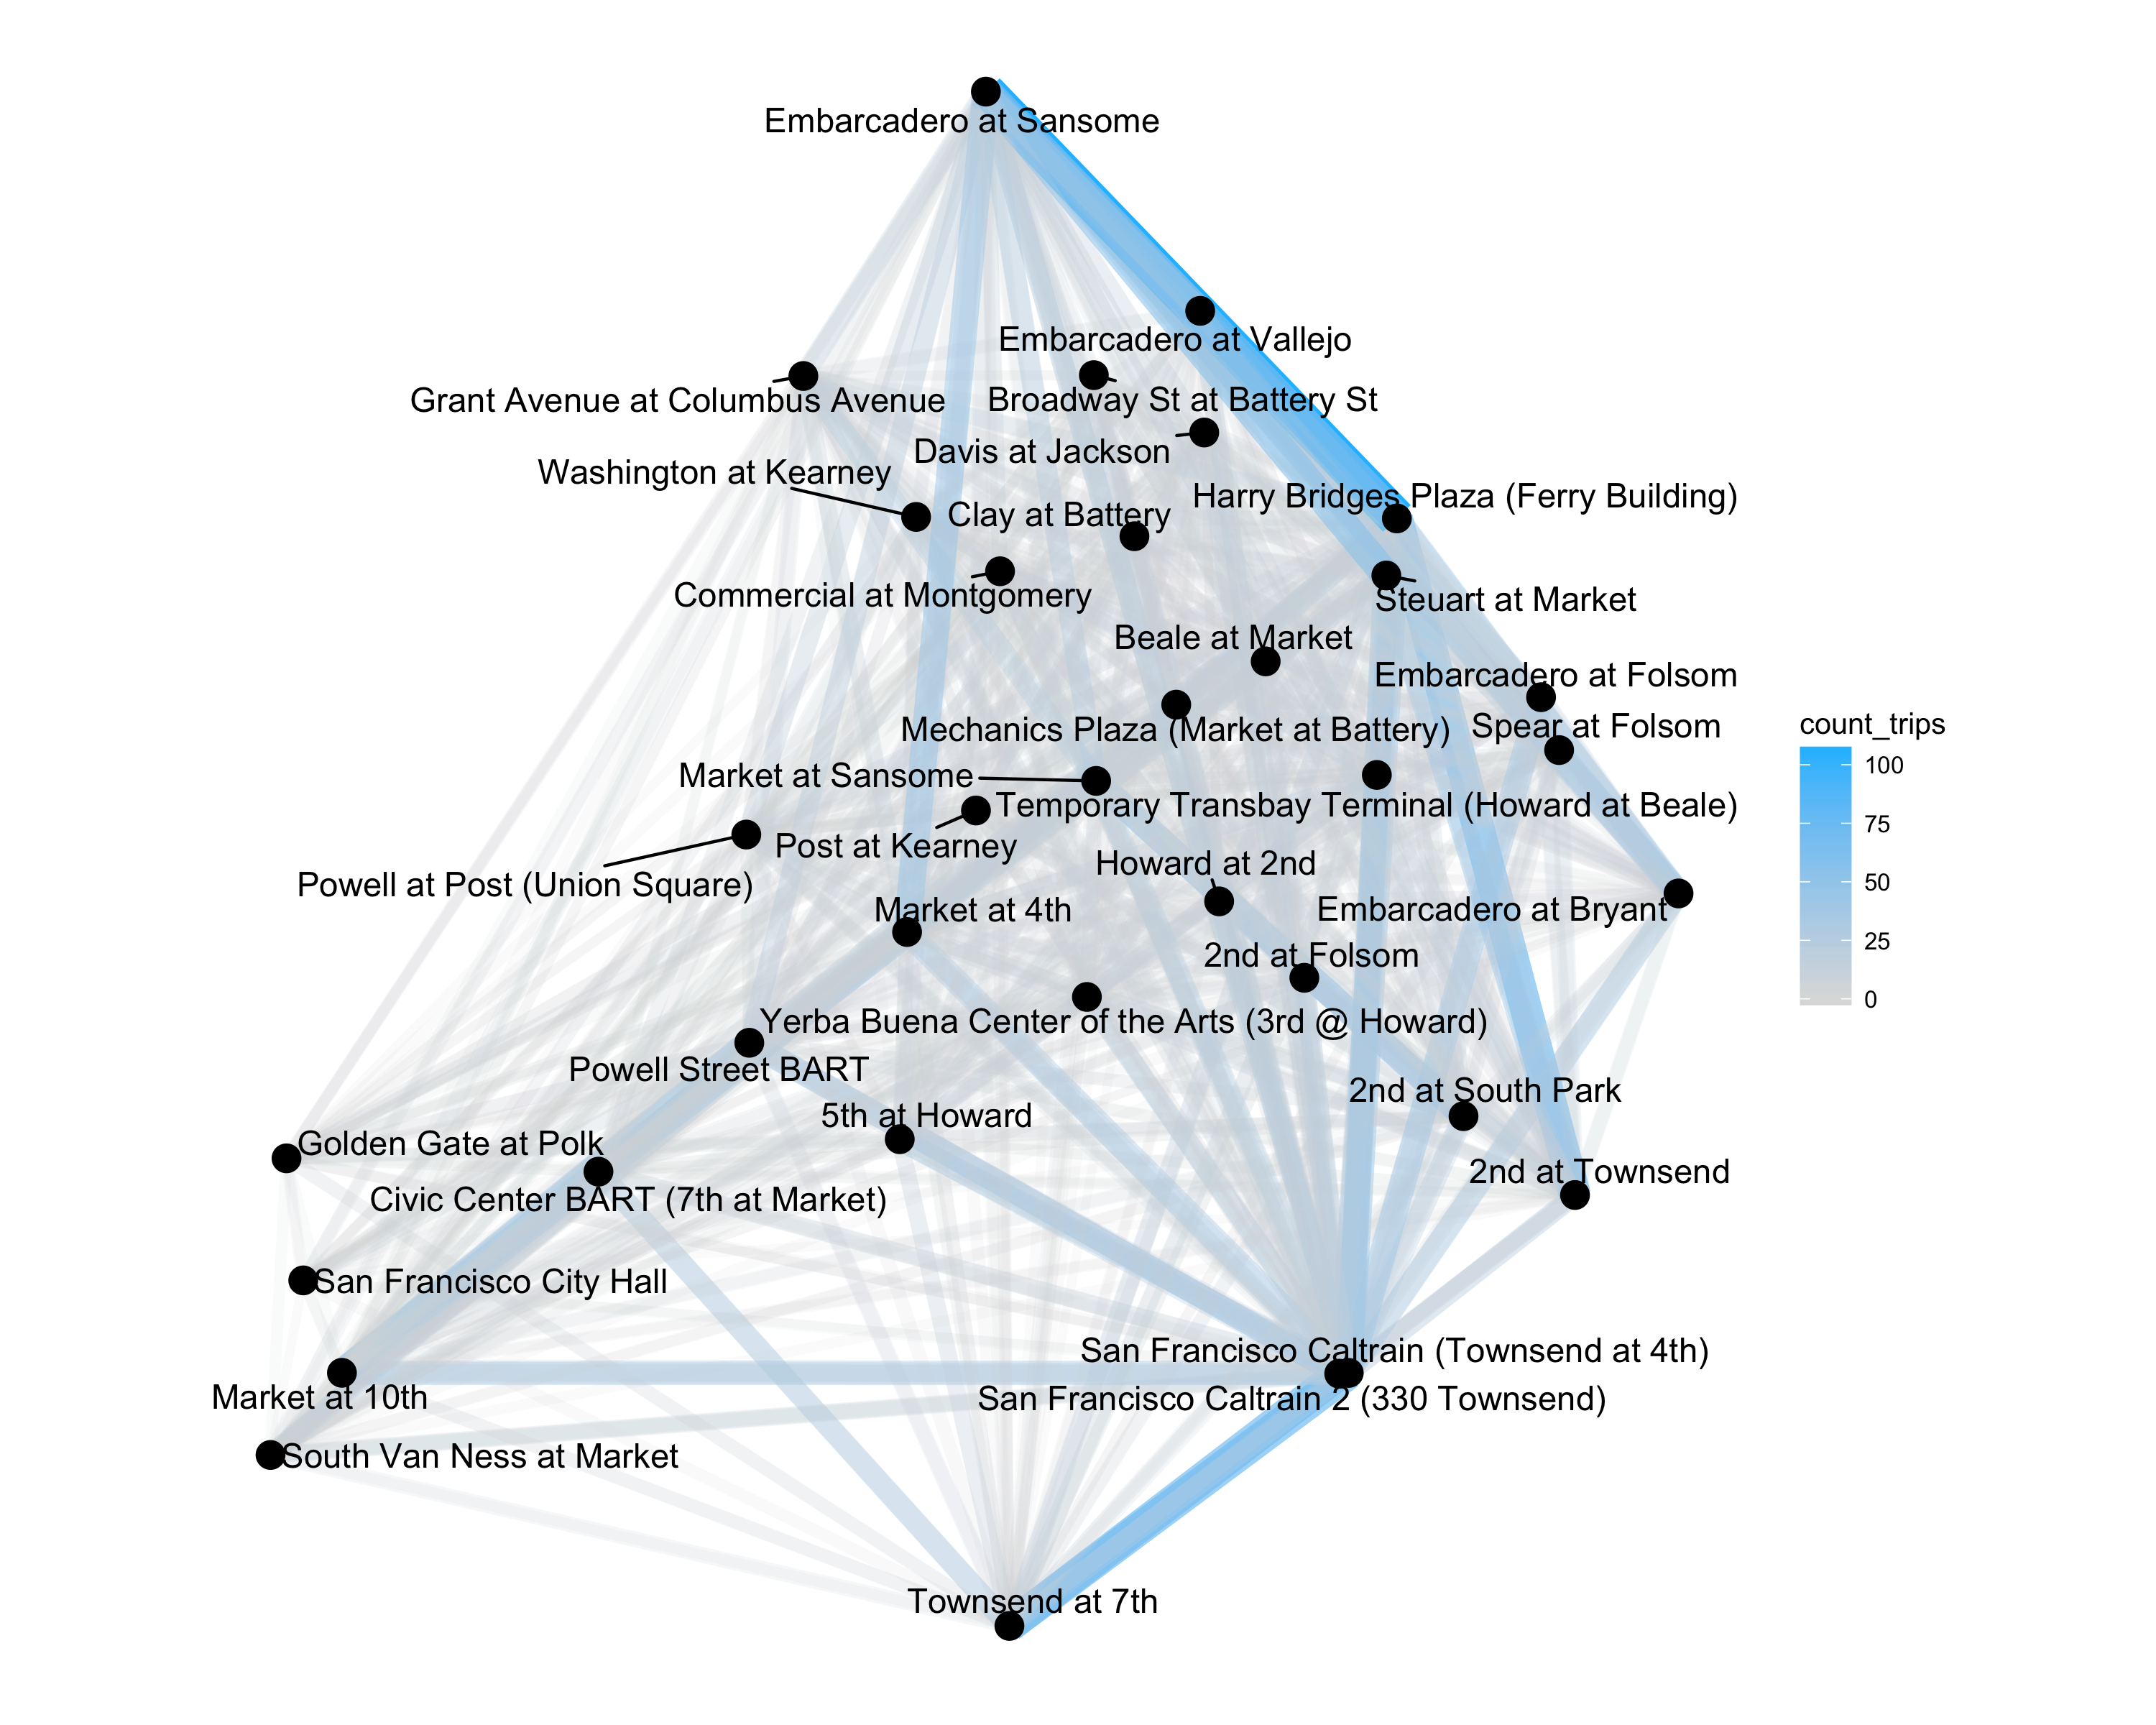 Embarcadero at Sansome
Embarcadero at Vallejo
Grant Avenue at Columbus Avenue
Broadway St at Battery St
Davis at Jackson
Washington at Kearney
Harry Bridges Plaza (Ferry Building)
Clay at Battery
Commercial at Montgomery
Steuart at Market
Beale at Market
Embarcadero at Folsom
Mechanics Plaza (Market at Battery)
Spear at Folsom
Market at Sansome
Temporary Transbay Terminal (Howard at Beale)
Post at Kearney
Howard at 2nd
Powell at Post (Union Square)
Market at 4th
Embarcadero at Bryant
2nd at Folsom
Yerba Buena Center of the Arts (3rd @ Howard)
Powell Street BART
2nd at South Park
5th at Howard
Golden Gate at Polk
2nd at Townsend
Civic Center BART (7th at Market)
San Francisco City Hall
San Francisco Caltrain (Townsend at 4th)
Market at 10th
San Francisco Caltrain 2 (330 Townsend)
South Van Ness at Market
Townsend at 7th
count_trips
100
75
50
25
0